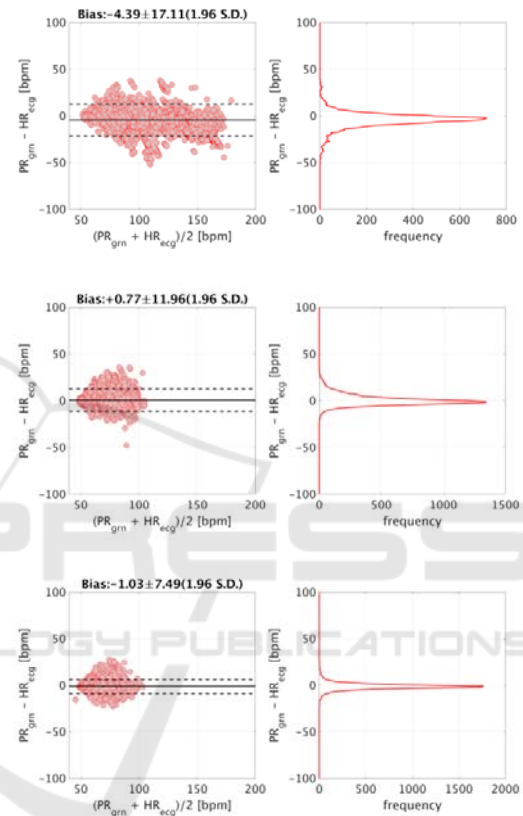 Bias:-4.39±17.11(1.96 S.D.)
PRgrn - HRecg [bpm]
100
50
0
-50
-100
50 100 150 200
(PRgrn + HRecg)/2 [bpm]
PRgrn - HRecg [bpm]
100
50
0
-50
-100
0 200 400 600 800
frequency
Bias:+0.77±11.96(1.96 S.D.)
PRgrn - HRecg [bpm]
100
50
0
-50
-100
50 100 150 200
(PRgrn + HRecg)/2 [bpm]
PRgrn - HRecg [bpm]
100
50
0
-50
-100
0 500 1000 1500
frequency
PRESS
Bias:-1.03±7.49(1.96 S.D.)
PRgrn - HRecg [bpm]
100
50
0
-50
-100
50 100 150 200
(PRgrn + HRecg)/2 [bpm]
PRgrn - HRecg [bpm]
100
50
0
-50
-100
0 500 1000 1500 2000
frequency
OLOGY PUBLICATIONS